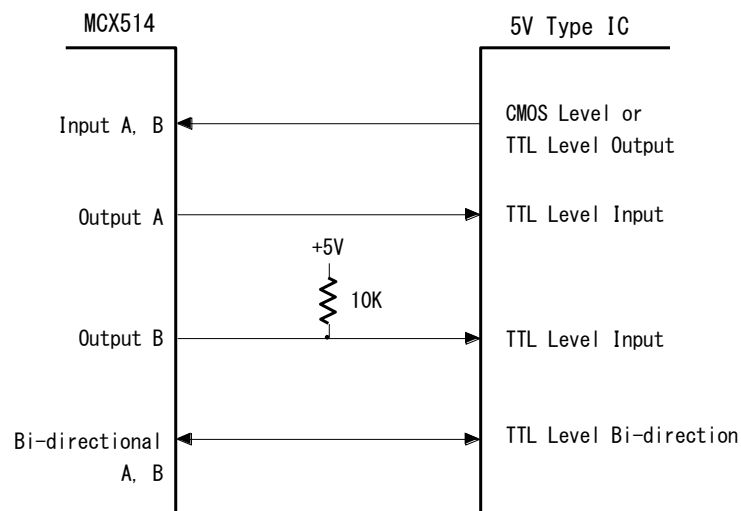 MCX514
5V Type IC
Input A, B
CMOS Level or
TTL Level Output
Output A
TTL Level Input
+5V
10K
Output B
TTL Level Input
Bi-directional
A, B
TTL Level Bi-direction